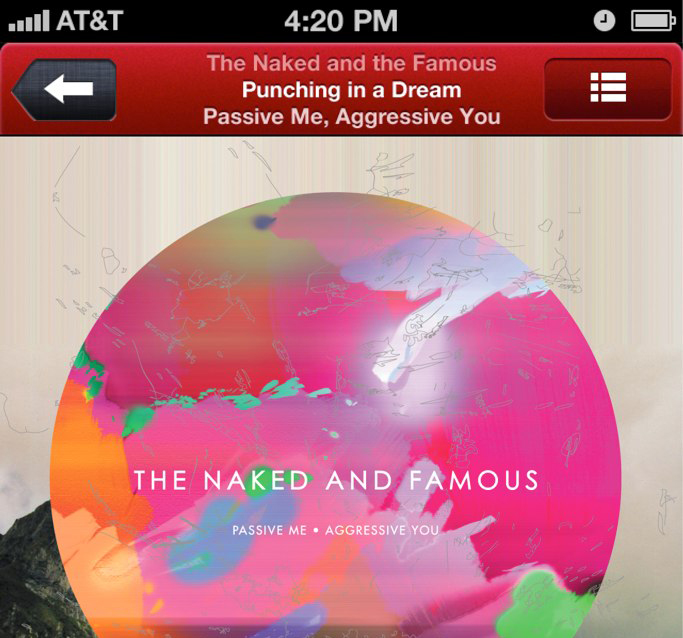 AT&T 4:20 PM
The Naked and the Famous
Punching in a Dream
Passive Me, Aggressive You
THE NAKED AND FAMOUS
PASSIVE ME • AGGRESSIVE YOU